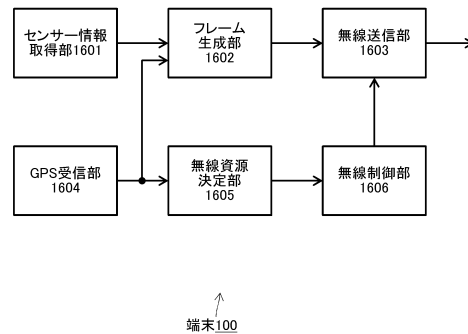 センサー情報
取得部1601
フレーム
生成部
1602
無線送信部
1603
GPS受信部
1604
無線資源
決定部
1605
無線制御部
1606
端末100